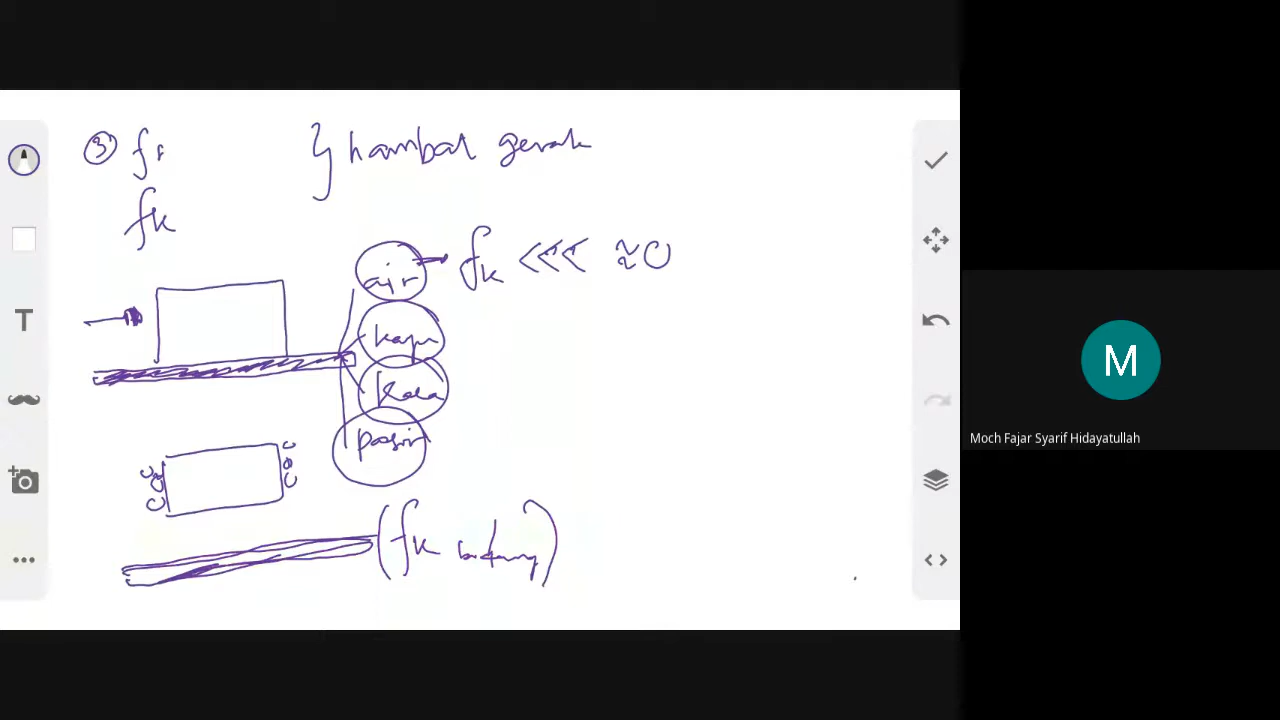 ③ fs } hambat gerak
fk
air → fk <<< ≈ 0
kayu
kaca
pasir
(fk bidang)
T
M
Moch Fajar Syarif Hidayatullah